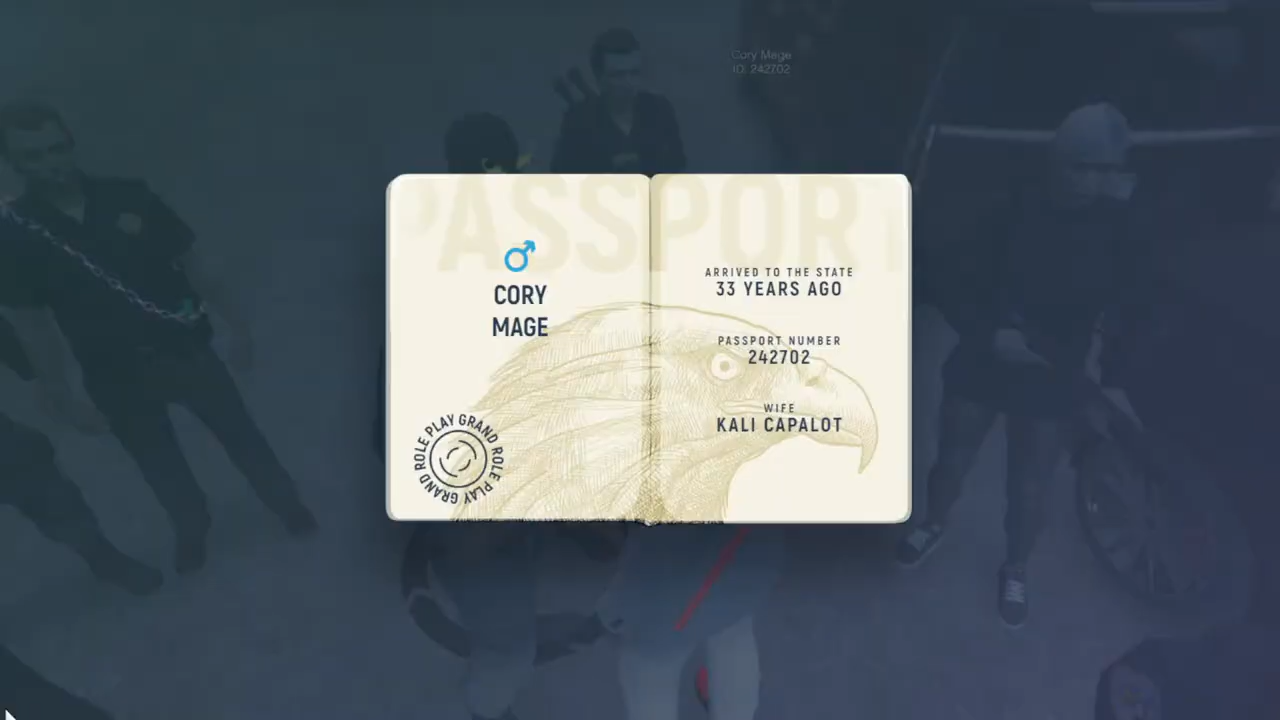 Cory Mage
ID: 242702
PASSPORT
CORY
MAGE
ARRIVED TO THE STATE
33 YEARS AGO
PASSPORT NUMBER
242702
WIFE
KALI CAPALOT
GRAND ROLE PLAY GRAND ROLE PLAY